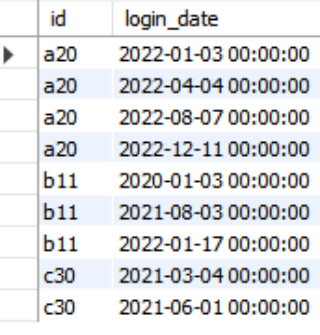 id login_date
a20 2022-01-03 00:00:00
a20 2022-04-04 00:00:00
a20 2022-08-07 00:00:00
a20 2022-12-11 00:00:00
b11 2020-01-03 00:00:00
b11 2021-08-03 00:00:00
b11 2022-01-17 00:00:00
c30 2021-03-04 00:00:00
c30 2021-06-01 00:00:00